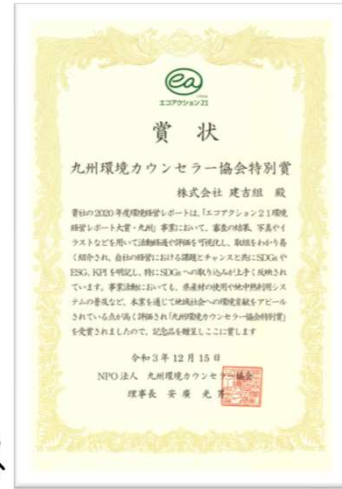 ea
エコアクション21
賞状
九州環境カウンセラー協会特別賞
株式会社 建吉組 殿
貴社の2020年度環境経営レポートは、「エコアクション21環境
経営レポート大賞・九州」事業において、審査の結果、写真やイ
ラストなどを用いて活動経過や評価を可視化し、取組をわかり易
く紹介され、自社の経営における課題とチャンスと共にSDGsや
ESG、KPIを明記し、特にSDGsへの取り込みが上手く反映され
ています。事業活動においても、県産材の使用や地中熱利用シス
テムの普及など、本業を通じて地域社会への環境貢献をアピール
されている点が高く評価され「九州環境カウンセラー協会特別賞」
を受賞されましたので、記念品を贈呈しここに賞します
令和3年12月15日
NPO法人 九州環境カウンセラー協会
理事長 安廣 光